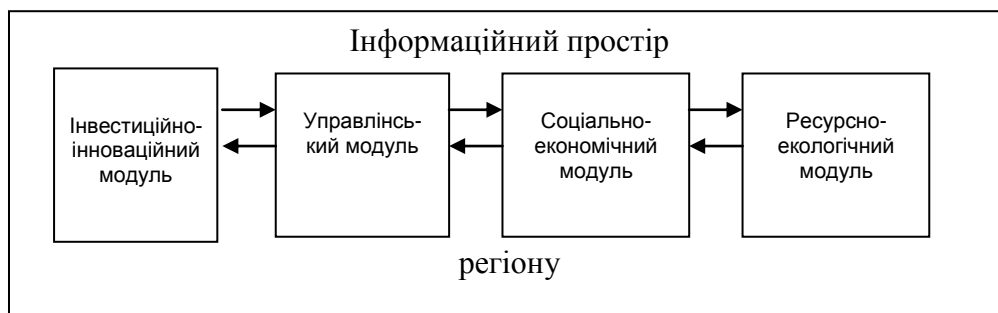 Інформаційний простір
Інвестиційно-
інноваційний
модуль
Управлінсь-
кий модуль
Соціально-
економічний
модуль
Ресурсно-
екологічний
модуль
регіону